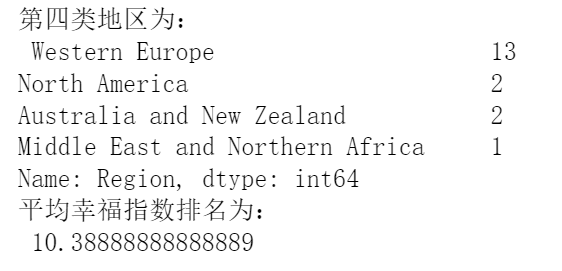 第四类地区为:
Western Europe 13
North America 2
Australia and New Zealand 2
Middle East and Northern Africa 1
Name: Region, dtype: int64
平均幸福指数排名为:
10.38888888888889